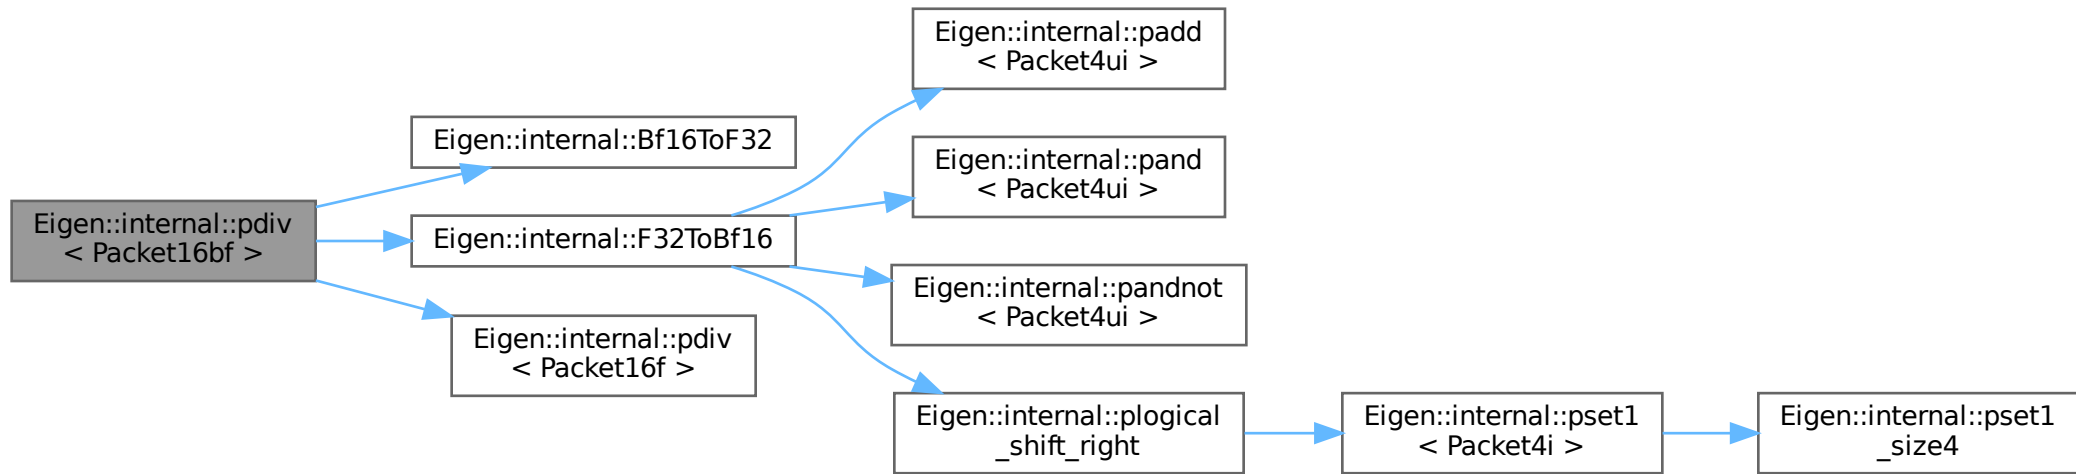 Eigen::internal::pdiv
< Packet16bf >
Eigen::internal::Bf16ToF32
Eigen::internal::F32ToBf16
Eigen::internal::pdiv
< Packet16f >
Eigen::internal::padd
< Packet4ui >
Eigen::internal::pand
< Packet4ui >
Eigen::internal::pandnot
< Packet4ui >
Eigen::internal::plogical
_shift_right
Eigen::internal::pset1
< Packet4i >
Eigen::internal::pset1
_size4